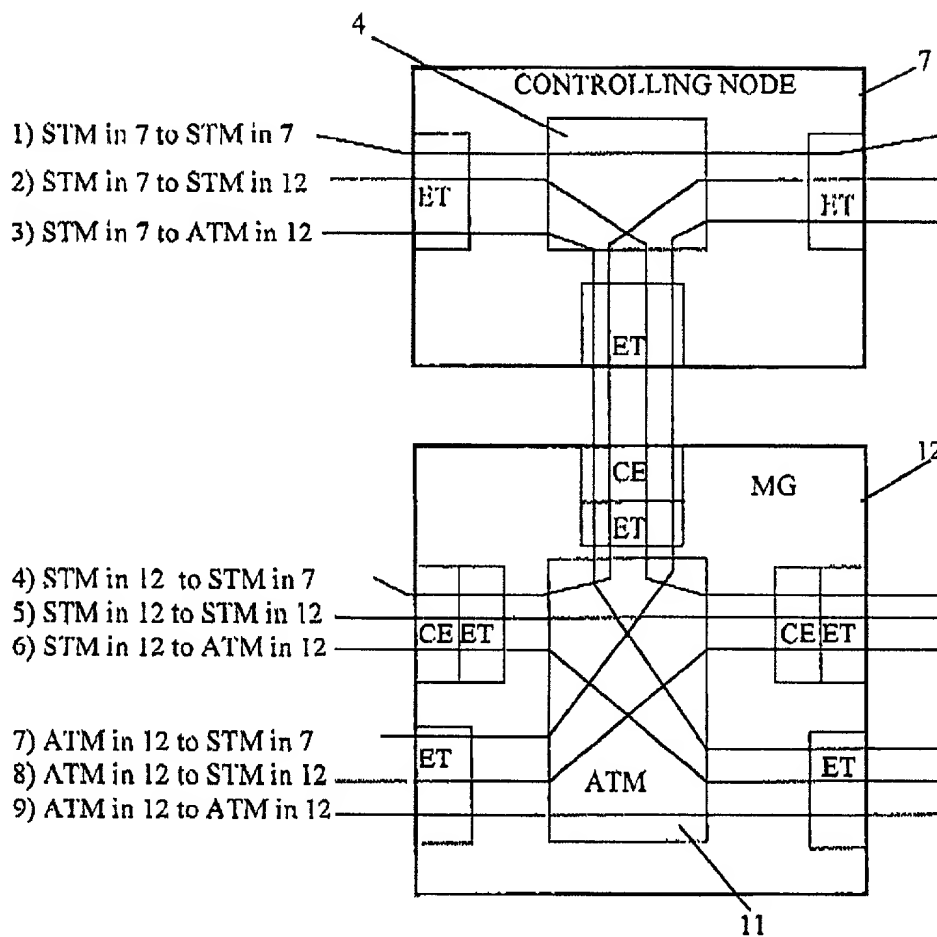 4
7
CONTROLLING NODE
1) STM in 7 to STM in 7
2) STM in 7 to STM in 12
3) STM in 7 to ATM in 12
ET
ET
ET
12
CE
MG
ET
4) STM in 12 to STM in 7
5) STM in 12 to STM in 12
6) STM in 12 to ATM in 12
CE ET
CE ET
7) ATM in 12 to STM in 7
8) ATM in 12 to STM in 12
9) ATM in 12 to ATM in 12
ET
ATM
ET
11